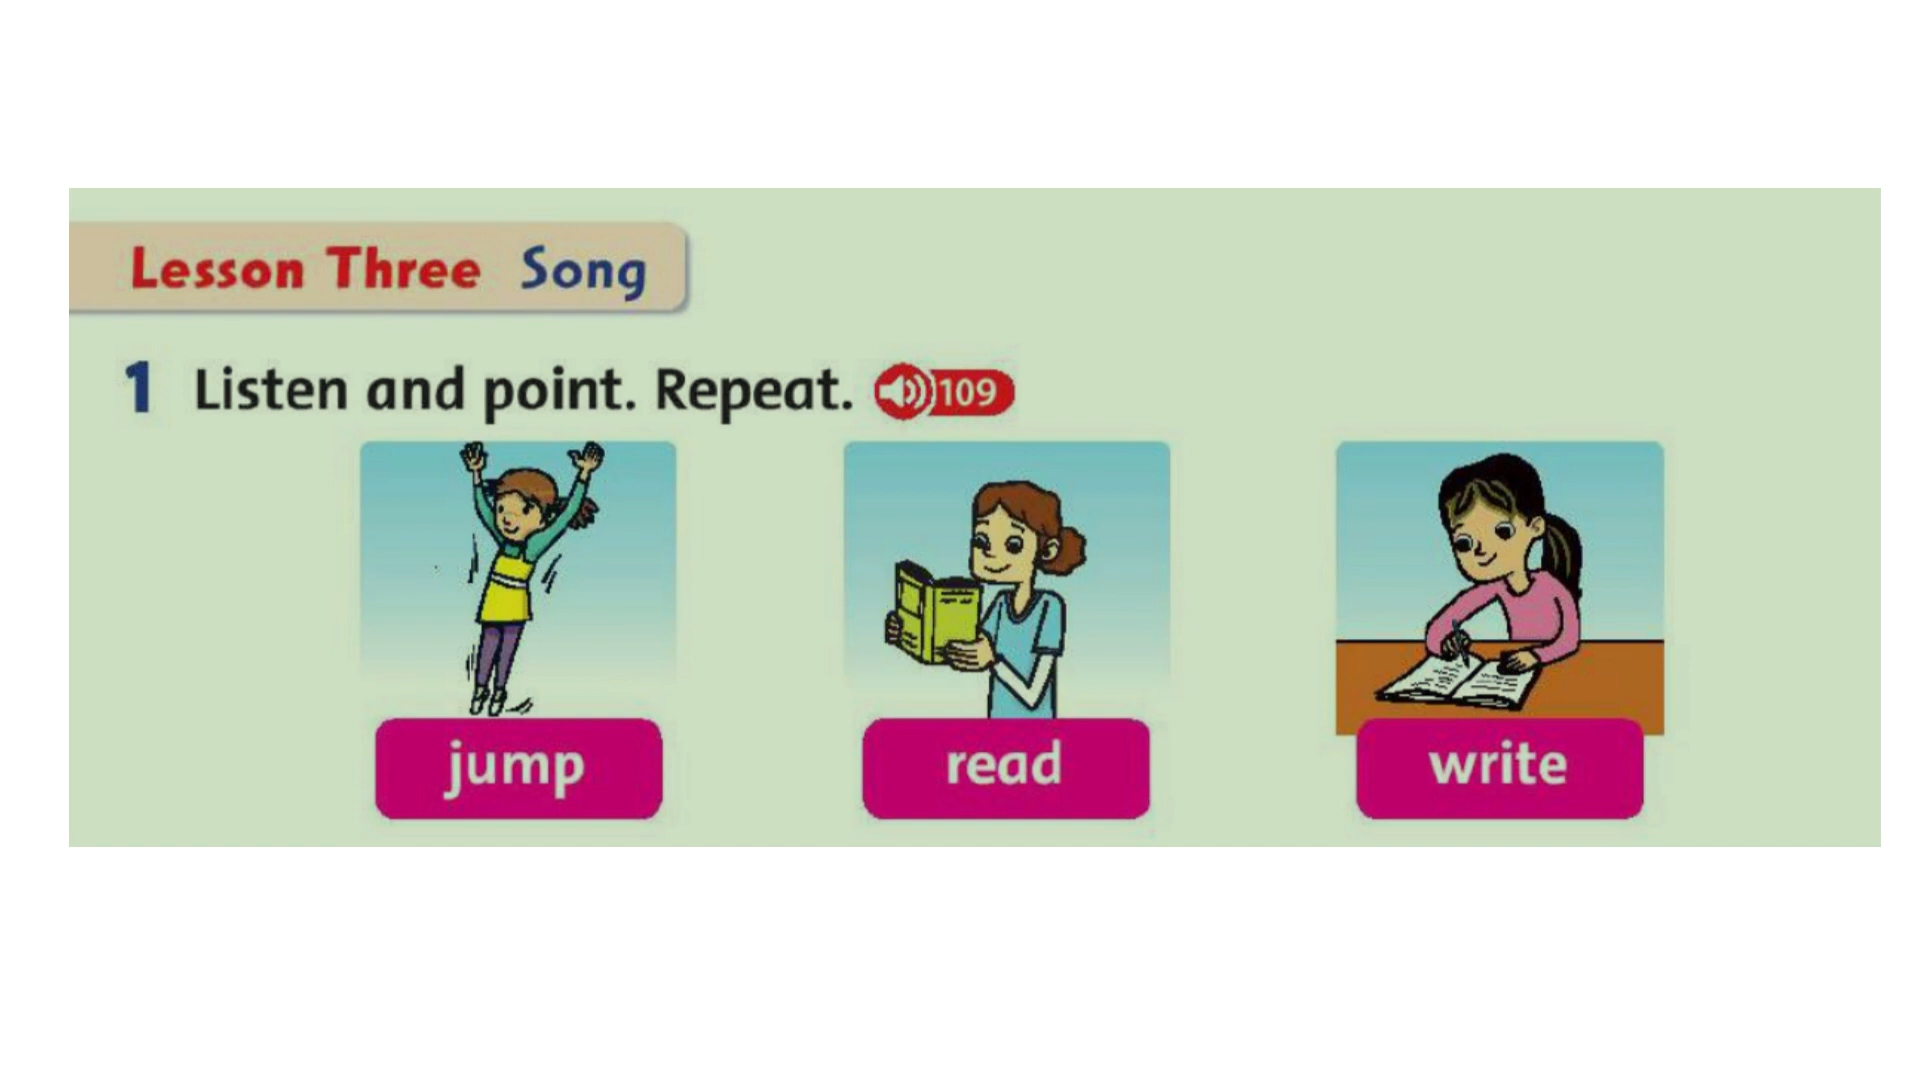 Lesson Three Song
1 Listen and point. Repeat. 109
jump
read
write